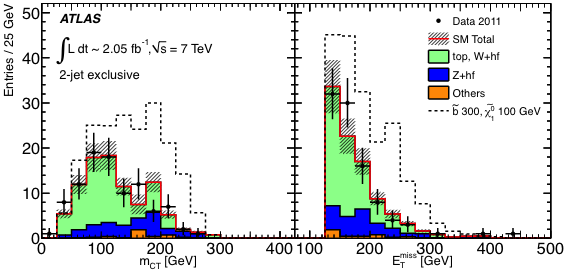 Entries / 25 GeV
50
40
30
20
10
0
ATLAS
∫ L dt ~ 2.05 fb⁻¹, √s = 7 TeV
2-jet exclusive
0 100 200 300 400
m_CT [GeV]
Data 2011
SM Total
top, W+hf
Z+hf
Others
b̃ 300, χ̃₁⁰ 100 GeV
100 200 300 400 500
E_T^miss [GeV]